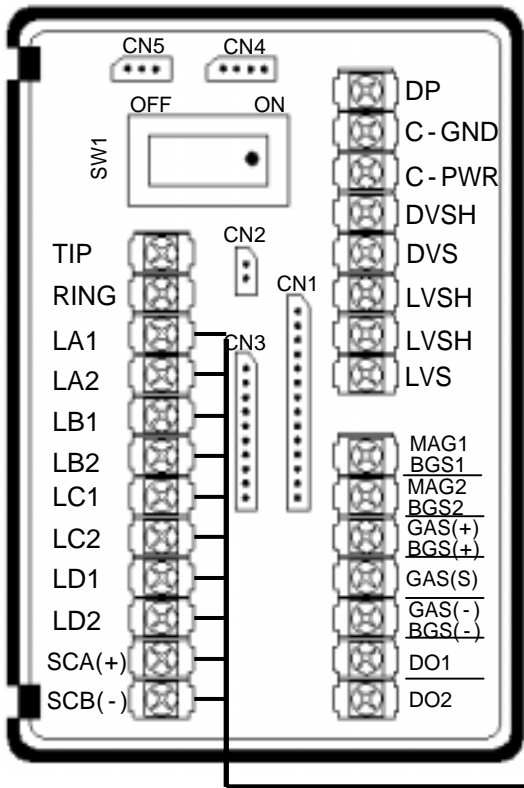 CN5 CN4
OFF ON
SW1
CN2
CN1
CN3
TIP
RING
LA1
LA2
LB1
LB2
LC1
LC2
LD1
LD2
SCA(+)
SCB(-)
DP
C-GND
C-PWR
DVSH
DVS
LVSH
LVSH
LVS
MAG1
BGS1
MAG2
BGS2
GAS(+)
BGS(+)
GAS(S)
GAS(-)
BGS(-)
DO1
DO2